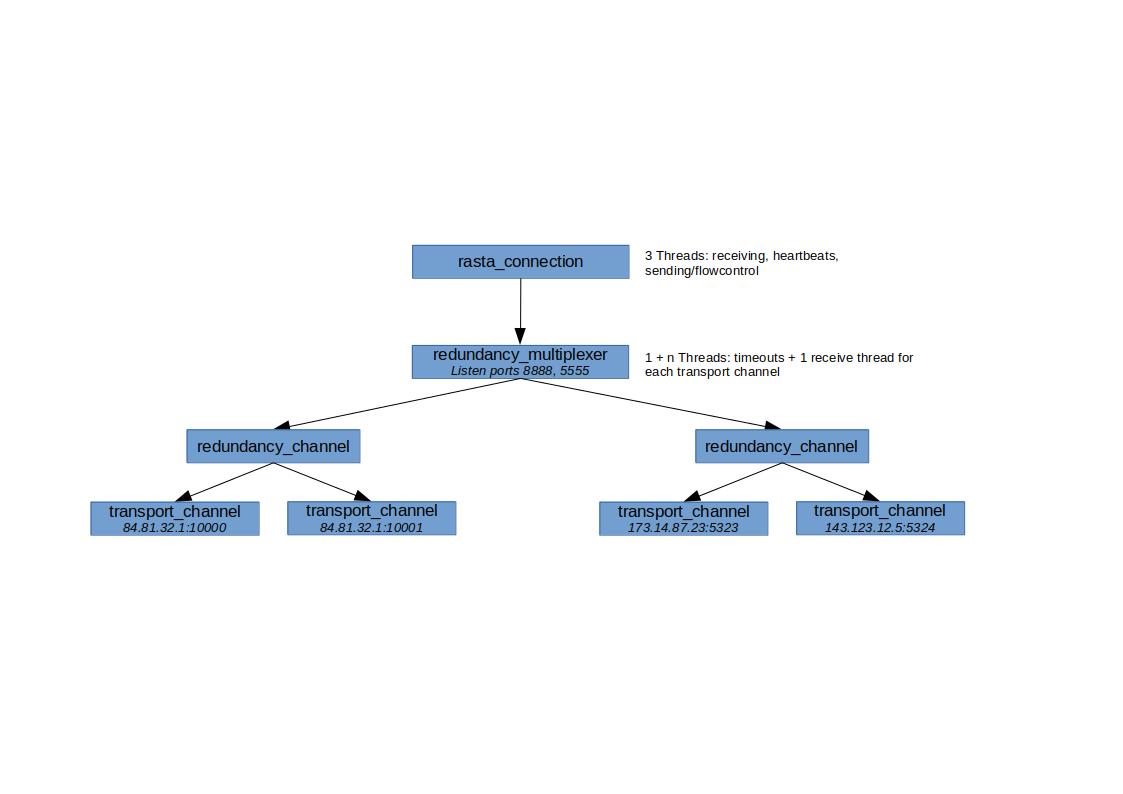 rasta_connection
3 Threads: receiving, heartbeats,
sending/flowcontrol
redundancy_multiplexer
Listen ports 8888, 5555
1 + n Threads: timeouts + 1 receive thread for
each transport channel
redundancy_channel
redundancy_channel
transport_channel
84.81.32.1:10000
transport_channel
84.81.32.1:10001
transport_channel
173.14.87.23:5323
transport_channel
143.123.12.5:5324